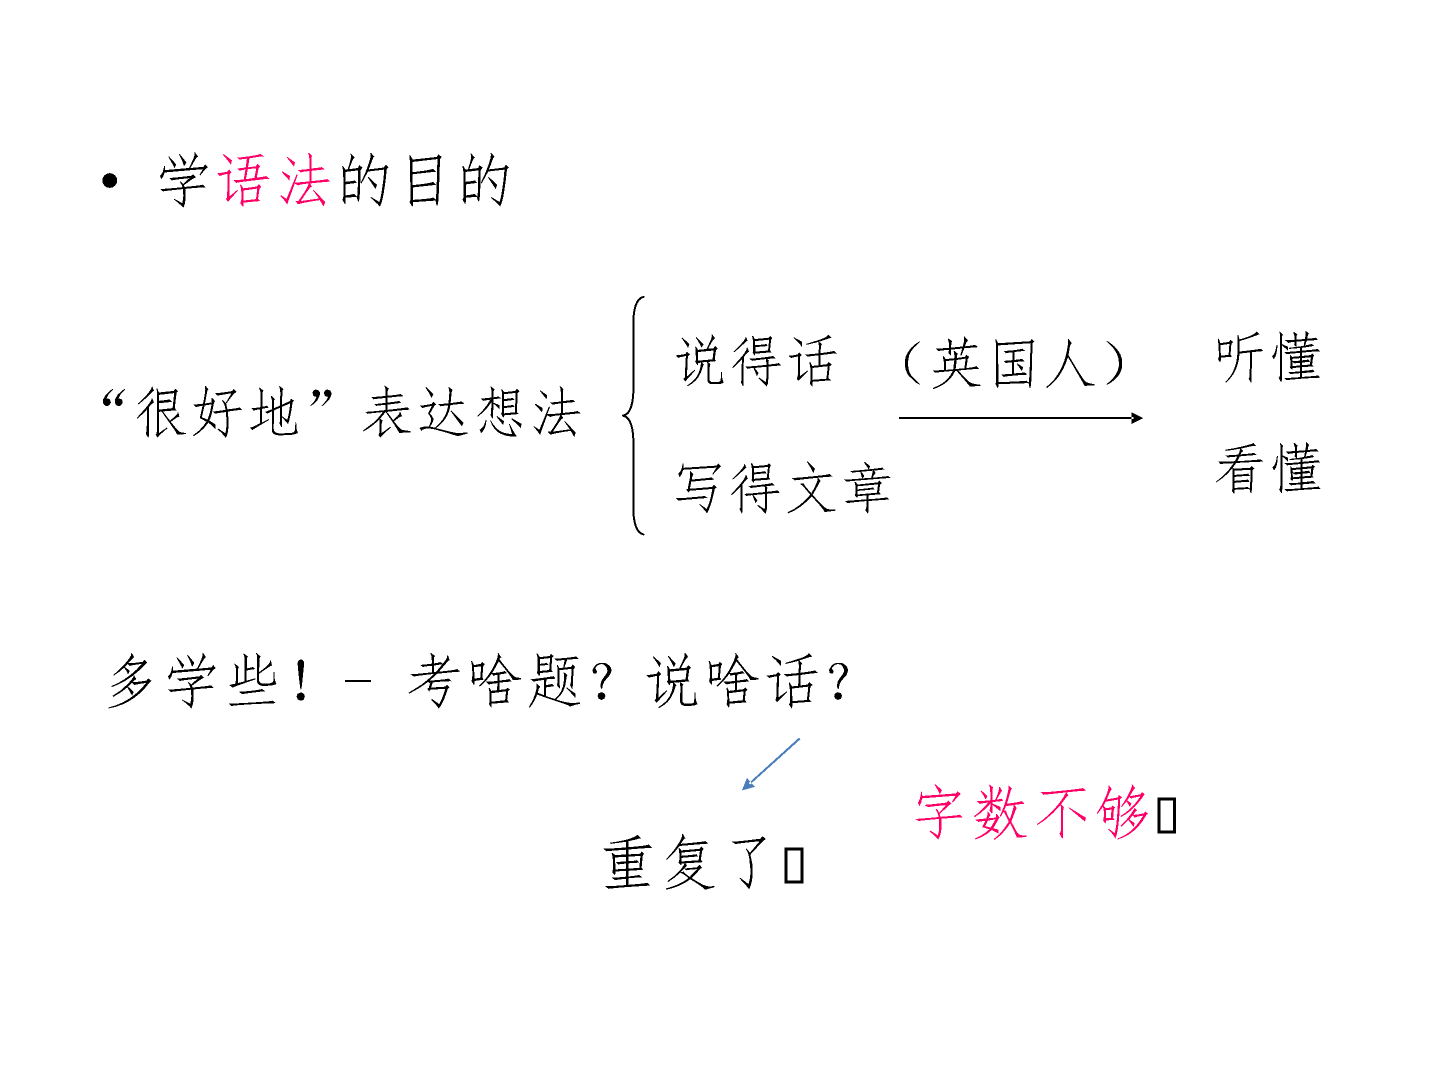 • 学语法的目的
“很好地”表达想法
说得话 （英国人） 听懂
写得文章 看懂
多学些！- 考啥题？说啥话？
字数不够
重复了